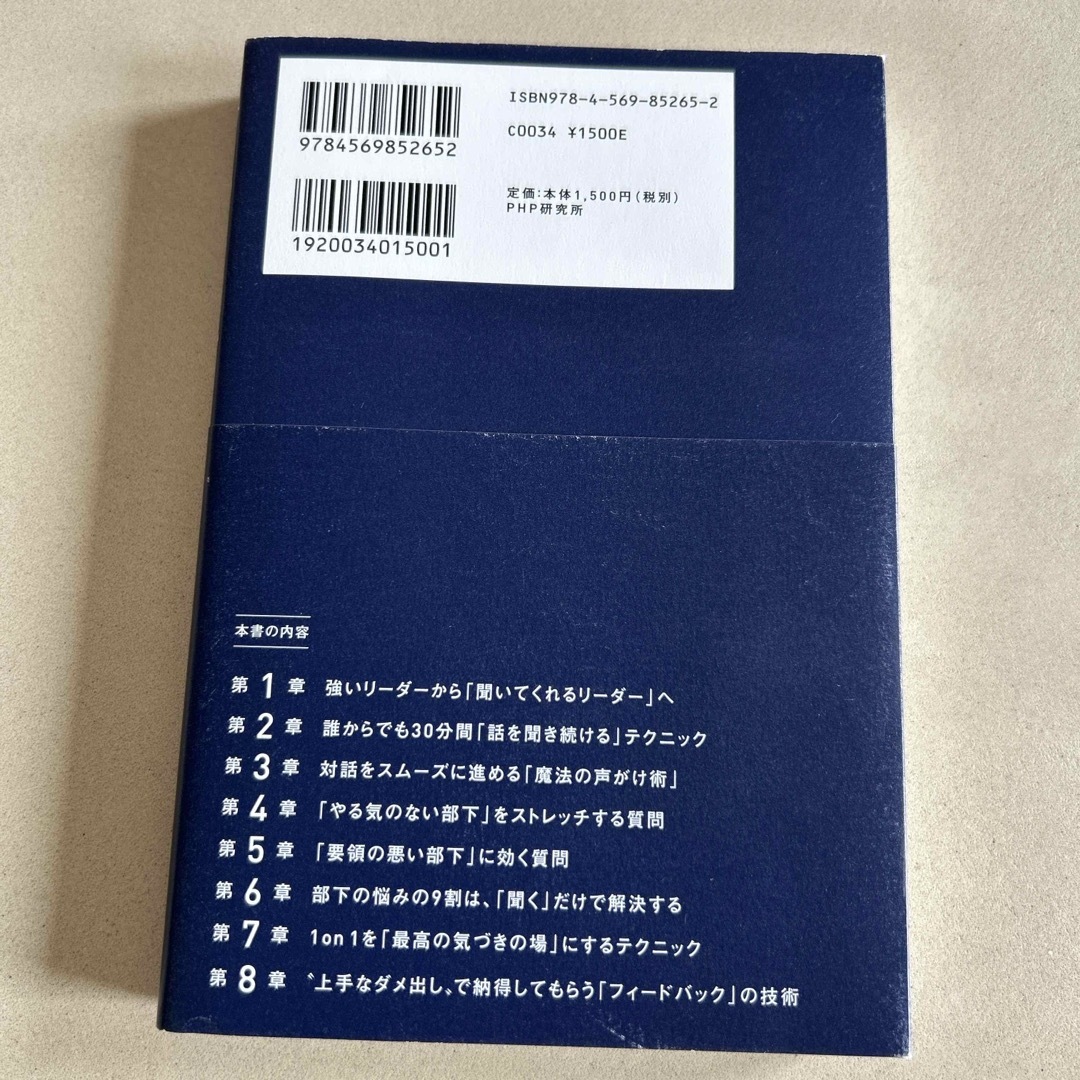 ISBN978-4-569-85265-2
9784569852652
C0034 ¥1500E
定価:本体1,500円(税別)
PHP研究所
1920034015001
本書の内容
第1章 強いリーダーから「聞いてくれるリーダー」へ
第2章 誰からでも30分間「話を聞き続ける」テクニック
第3章 対話をスムーズに進める「魔法の声がけ術」
第4章 「やる気のない部下」をストレッチする質問
第5章 「要領の悪い部下」に効く質問
第6章 部下の悩みの9割は、「聞く」だけで解決する
第7章 1on1を「最高の気づきの場」にするテクニック
第8章 〝上手なダメ出し〟で納得してもらう「フィードバック」の技術